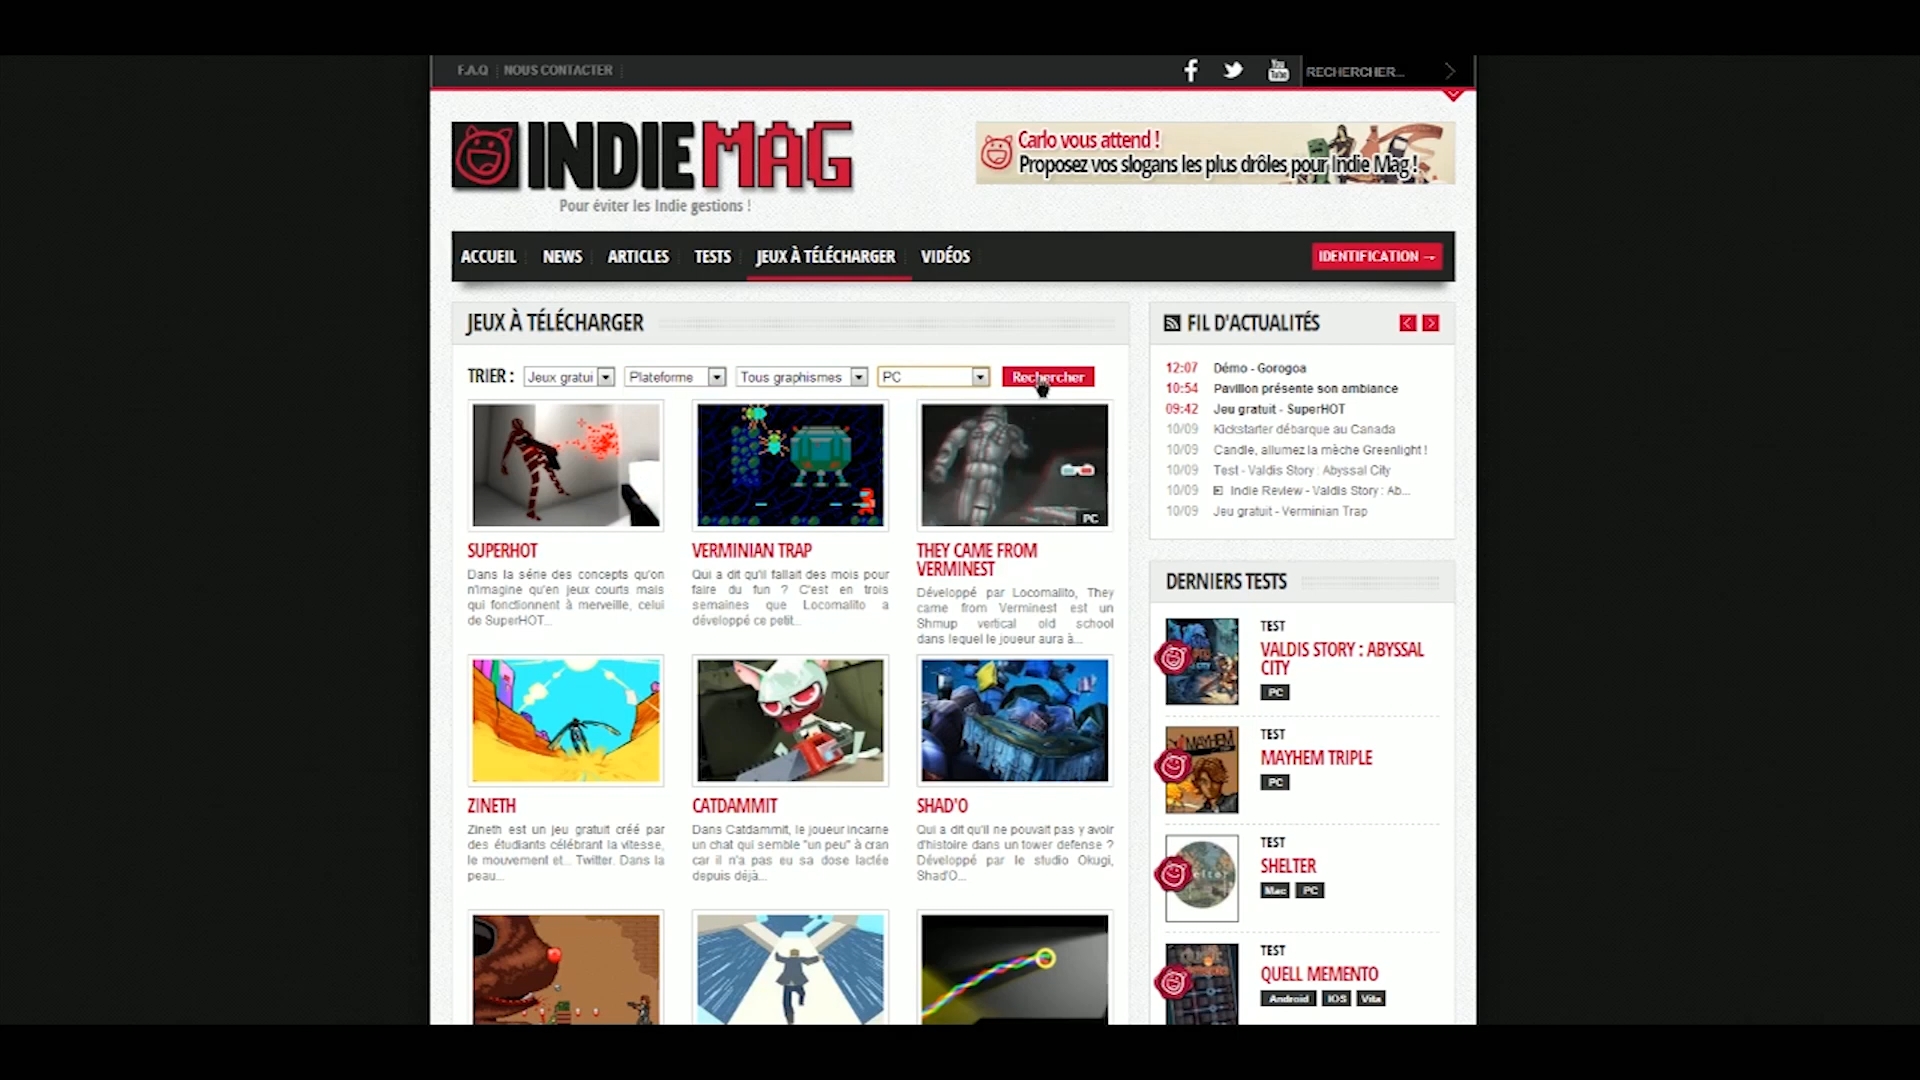 F.A.Q
NOUS CONTACTER
You
Tube
RECHERCHER...
INDIEMAG
Pour éviter les Indie gestions !
Carlo vous attend !
Proposez vos slogans les plus drôles pour Indie Mag !
ACCUEIL
NEWS
ARTICLES
TESTS
JEUX À TÉLÉCHARGER
VIDÉOS
IDENTIFICATION →
JEUX À TÉLÉCHARGER
TRIER :
Jeux gratui
Plateforme
Tous graphismes
PC
Rechercher
PC
SUPERHOT
Dans la série des concepts qu'on
n'imagine qu'en jeux courts mais
qui fonctionnent à merveille, celui
de SuperHOT...
VERMINIAN TRAP
Qui a dit qu'il fallait des mois pour
faire du fun ? C'est en trois
semaines que Locomalito a
développé ce petit...
THEY CAME FROM
VERMINEST
Développé par Locomalito, They
came from Verminest est un
Shmup vertical old school
dans lequel le joueur aura à...
ZINETH
Zineth est un jeu gratuit créé par
des étudiants célébrant la vitesse,
le mouvement et... Twitter. Dans la
peau...
CATDAMMIT
Dans Catdammit, le joueur incarne
un chat qui semble "un peu" à cran
car il n'a pas eu sa dose lactée
depuis déjà...
SHAD'O
Qui a dit qu'il ne pouvait pas y avoir
d'histoire dans un tower defense ?
Développé par le studio Okugi,
Shad'O...
FIL D'ACTUALITÉS
12:07 Démo - Gorogoa
10:54 Pavillon présente son ambiance
09:42 Jeu gratuit - SuperHOT
10/09 Kickstarter débarque au Canada
10/09 Candle, allumez la mèche Greenlight !
10/09 Test - Valdis Story : Abyssal City
10/09 Indie Review - Valdis Story : Ab...
10/09 Jeu gratuit - Verminian Trap
DERNIERS TESTS
TEST
VALDIS STORY : ABYSSAL
CITY
PC
MAYHEM
TEST
MAYHEM TRIPLE
PC
TEST
SHELTER
Mac PC
TEST
QUELL MEMENTO
Android IOS Vita